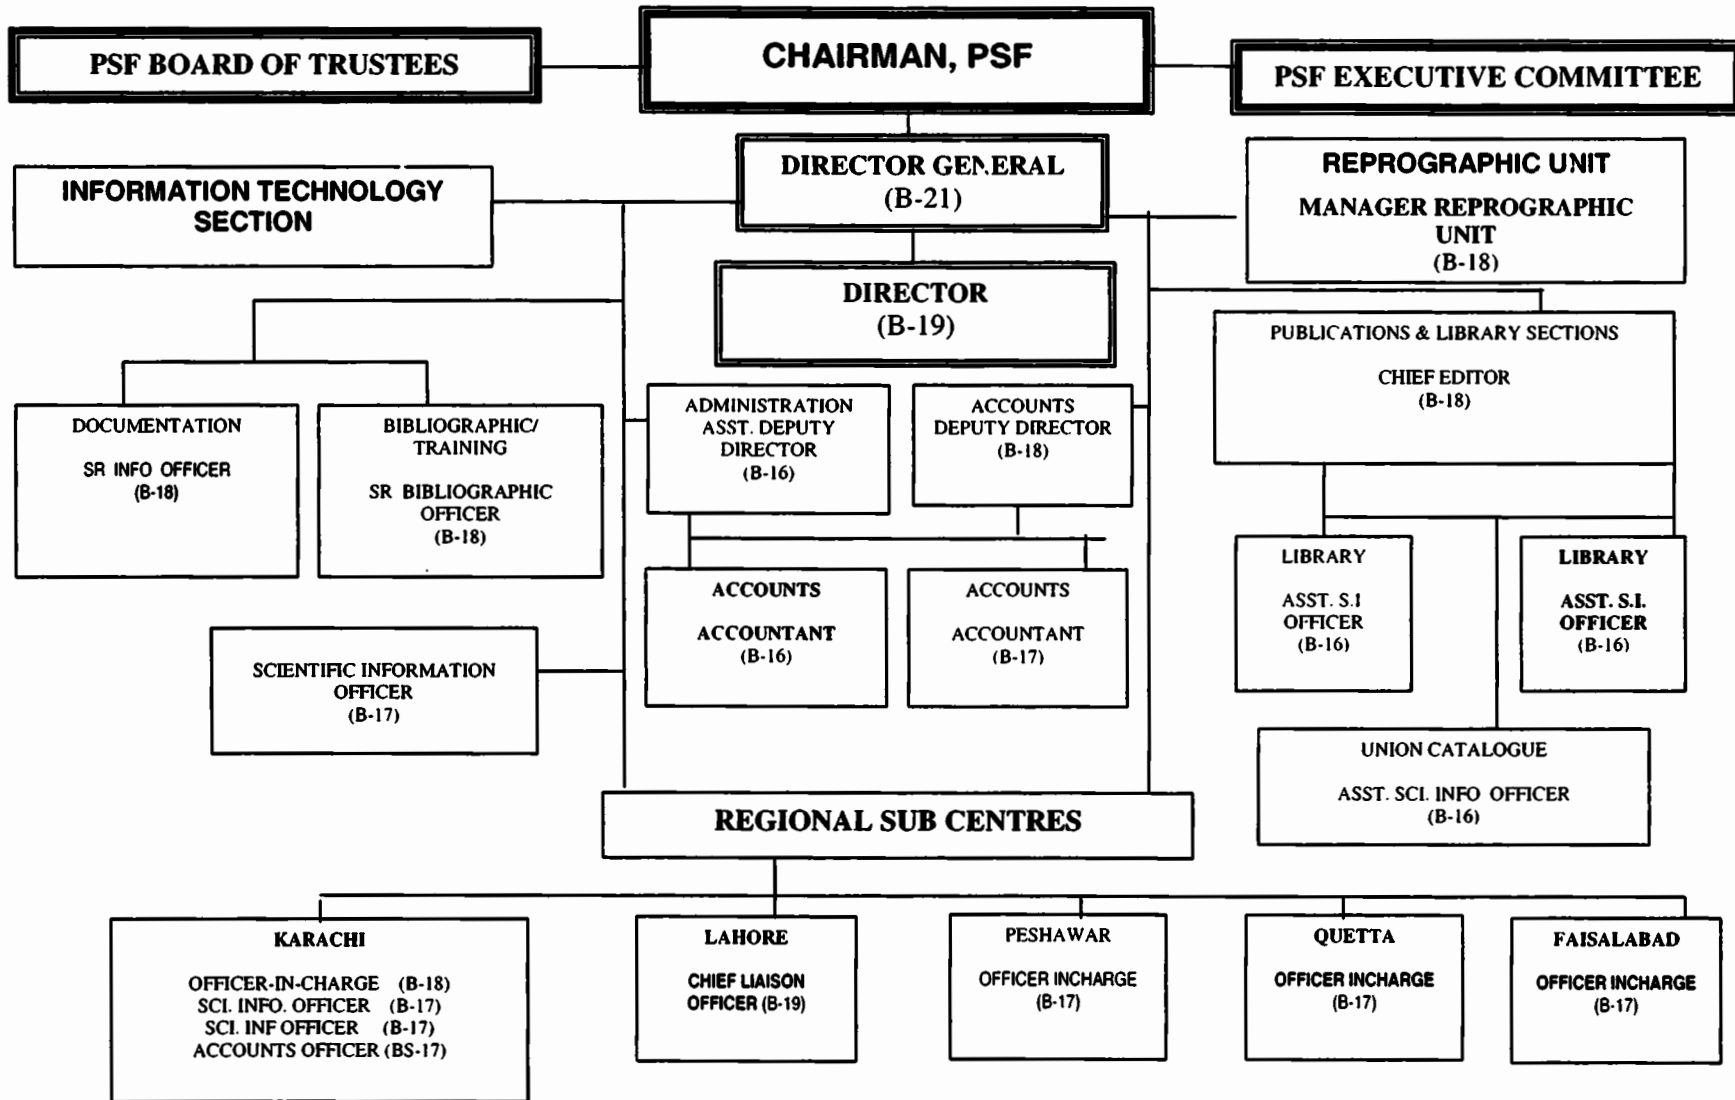 PSF BOARD OF TRUSTEES
CHAIRMAN, PSF
PSF EXECUTIVE COMMITTEE
INFORMATION TECHNOLOGY
SECTION
DIRECTOR GENERAL
(B-21)
REPROGRAPHIC UNIT
MANAGER REPROGRAPHIC
UNIT
(B-18)
DIRECTOR
(B-19)
PUBLICATIONS & LIBRARY SECTIONS
CHIEF EDITOR
(B-18)
DOCUMENTATION
SR INFO OFFICER
(B-18)
BIBLIOGRAPHIC/
TRAINING
SR BIBLIOGRAPHIC
OFFICER
(B-18)
ADMINISTRATION
ASST. DEPUTY
DIRECTOR
(B-16)
ACCOUNTS
DEPUTY DIRECTOR
(B-18)
LIBRARY
ASST. S.I
OFFICER
(B-16)
LIBRARY
ASST. S.I.
OFFICER
(B-16)
ACCOUNTS
ACCOUNTANT
(B-16)
ACCOUNTS
ACCOUNTANT
(B-17)
SCIENTIFIC INFORMATION
OFFICER
(B-17)
UNION CATALOGUE
ASST. SCI. INFO OFFICER
(B-16)
REGIONAL SUB CENTRES
KARACHI
OFFICER-IN-CHARGE (B-18)
SCI. INFO. OFFICER (B-17)
SCI. INF OFFICER (B-17)
ACCOUNTS OFFICER (BS-17)
LAHORE
CHIEF LIAISON
OFFICER (B-19)
PESHAWAR
OFFICER INCHARGE
(B-17)
QUETTA
OFFICER INCHARGE
(B-17)
FAISALABAD
OFFICER INCHARGE
(B-17)